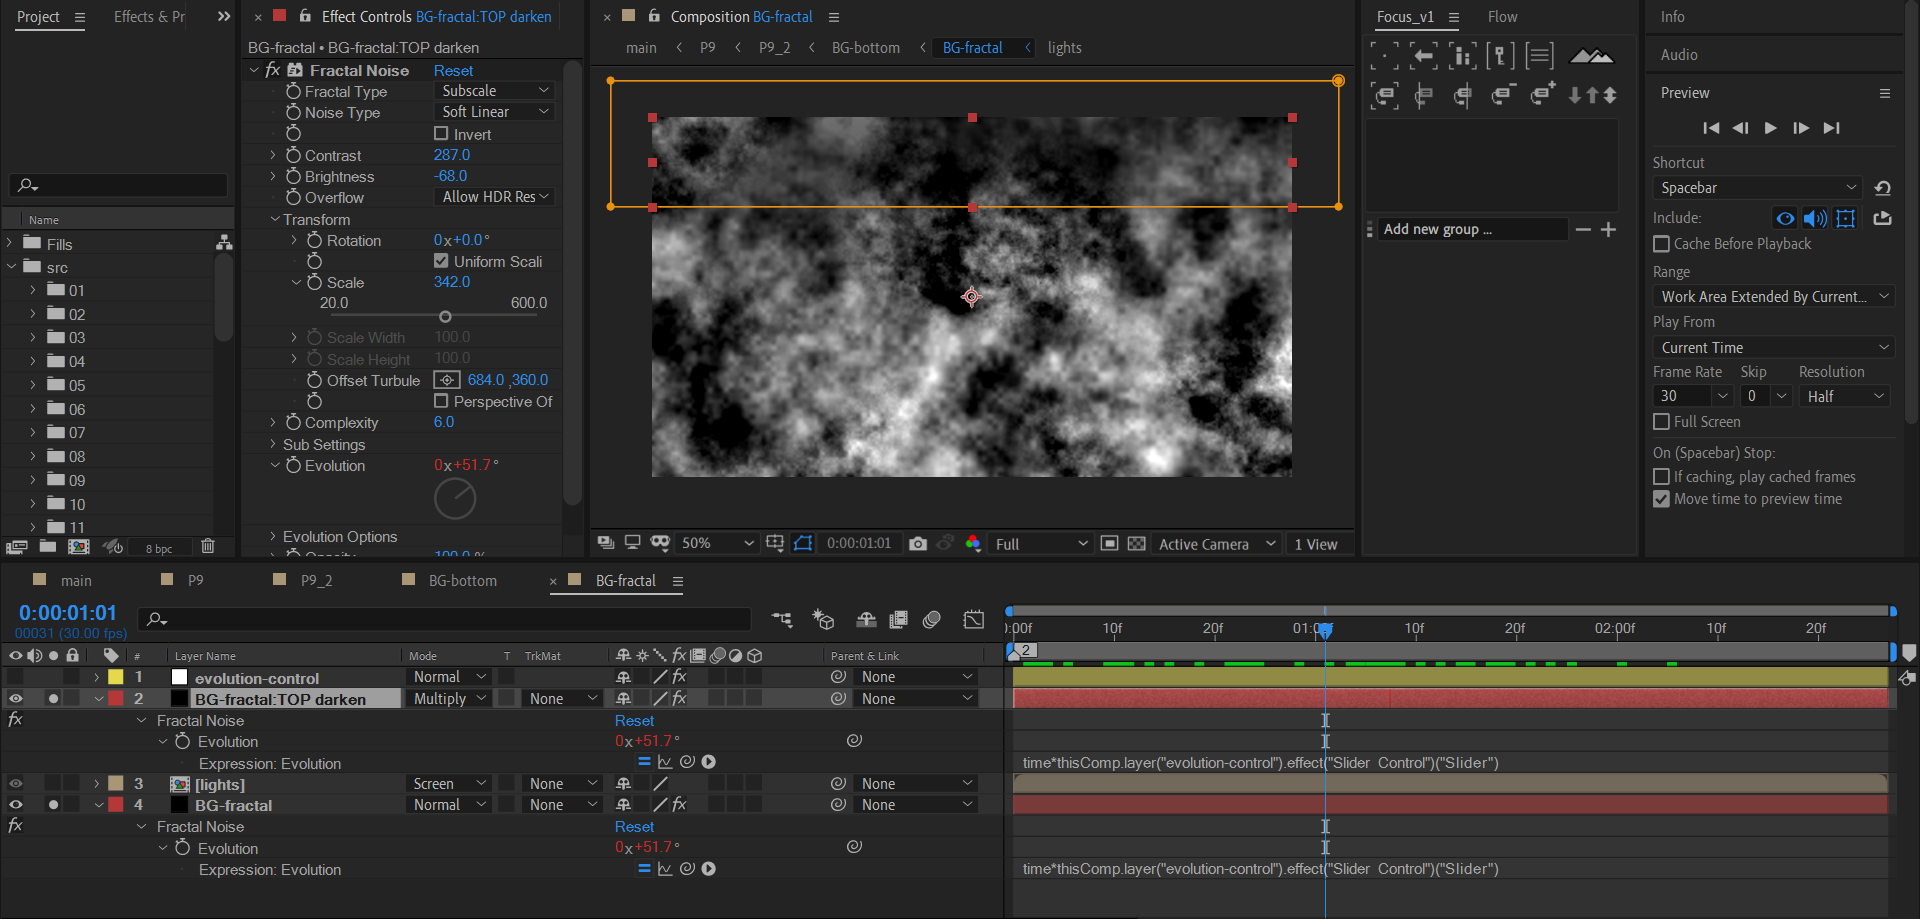 Project
Effects & Pr
Effect Controls BG-fractal:TOP darken
Composition BG-fractal
Focus_v1
Flow
Info
Audio
Preview
BG-fractal • BG-fractal:TOP darken
main
P9
P9_2
BG-bottom
BG-fractal
lights
fx Fractal Noise Reset
Fractal Type Subscale
Noise Type Soft Linear
Invert
Contrast 287.0
Brightness -68.0
Overflow Allow HDR Res
Transform
Rotation 0x+0.0°
Uniform Scali
Scale 342.0
20.0 600.0
Scale Width 100.0
Scale Height 100.0
Offset Turbule 684.0 ,360.0
Perspective Of
Complexity 6.0
Sub Settings
Evolution 0x+51.7°
Evolution Options
100.0 %
Name
Fills
src
01
02
03
04
05
06
07
08
09
10
11
8 bpc
50%
0:00:01:01
Full
Active Camera
1 View
Add new group ...
Shortcut
Spacebar
Include:
Cache Before Playback
Range
Work Area Extended By Current...
Play From
Current Time
Frame Rate Skip Resolution
30 0 Half
Full Screen
On (Spacebar) Stop:
If caching, play cached frames
Move time to preview time
main
P9
P9_2
BG-bottom
BG-fractal
0:00:01:01
00031 (30.00 fps)
:00f 10f 20f 01:00f 10f 20f 02:00f 10f 20f
2
# Layer Name Mode T TrkMat fx Parent & Link
1 evolution-control Normal fx None
2 BG-fractal:TOP darken Multiply None fx None
fx Fractal Noise Reset
Evolution 0x+51.7°
Expression: Evolution time*thisComp.layer("evolution-control").effect("Slider Control")("Slider")
3 [lights] Screen None None
4 BG-fractal Normal None fx None
fx Fractal Noise Reset
Evolution 0x+51.7°
Expression: Evolution time*thisComp.layer("evolution-control").effect("Slider Control")("Slider")